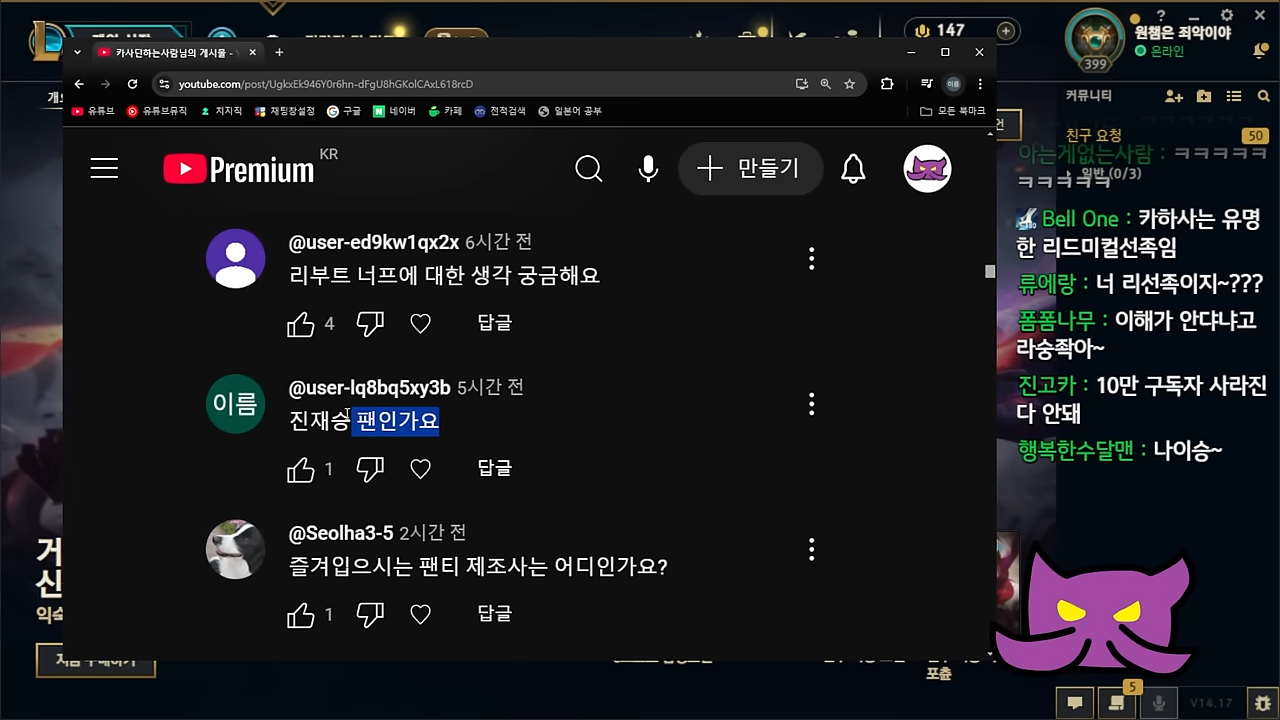 147
원챔은 죄악이야
온라인
399
카사딘하는사람님의 게시물 -
youtube.com/post/UgkxEk946Y0r6hn-dFgU8hGKolCAxL618rcD
이름
유튜브
유튜브뮤직
치지직
채팅창설정
구글
네이버
카페
전적검색
일본어 공부
모든 북마크
커뮤니티
친구 요청
50
일반 (0/3)
Premium
KR
만들기
@user-ed9kw1qx2x 6시간 전
리부트 너프에 대한 생각 궁금해요
4
답글
이름
@user-lq8bq5xy3b 5시간 전
진재승 팬인가요
1
답글
@Seolha3-5 2시간 전
즐겨입으시는 팬티 제조사는 어디인가요?
1
답글
아는게없는사람 : ㅋㅋㅋㅋㅋ
ㅋㅋㅋㅋㅋ
Bell One : 카하사는 유명
한 리드미컬선족임
류에랑 : 너 리선족이지~???
폼폼나무 : 이해가 안댜냐고
라숭좍아~
진고카 : 10만 구독자 사라진
다 안돼
행복한수달맨 : 나이승~
5
V14.17